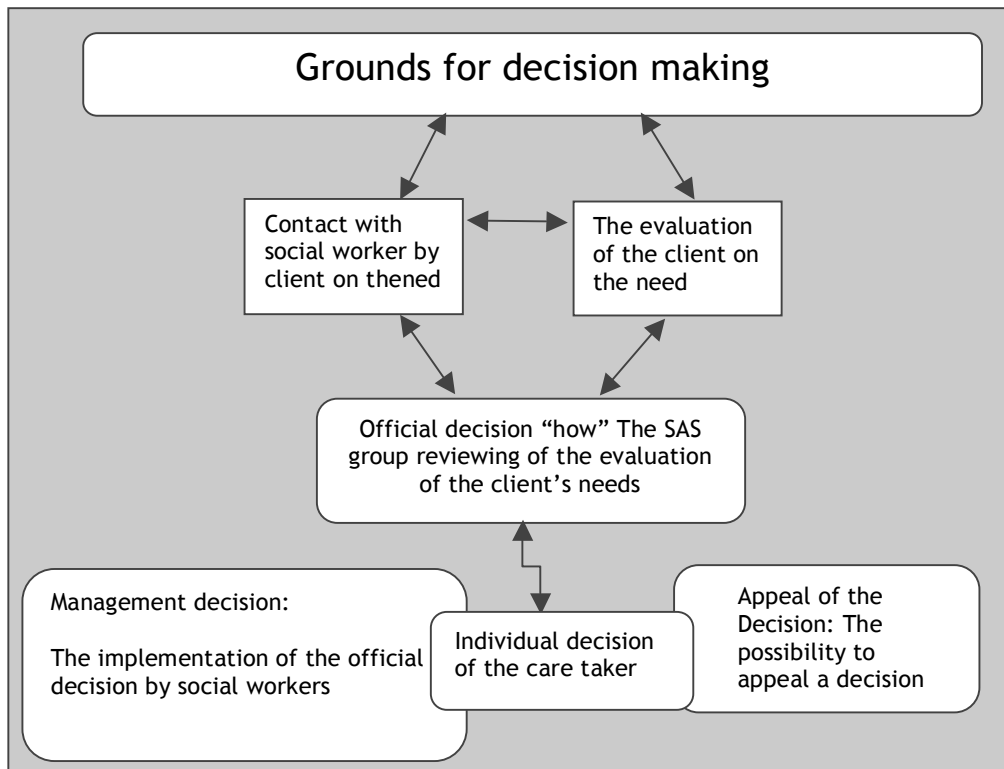 Grounds for decision making
Contact with
social worker by
client on thened
The evaluation
of the client on
the need
Official decision “how” The SAS
group reviewing of the evaluation
of the client’s needs
Management decision:
The implementation of the official
decision by social workers
Individual decision
of the care taker
Appeal of the
Decision: The
possibility to
appeal a decision